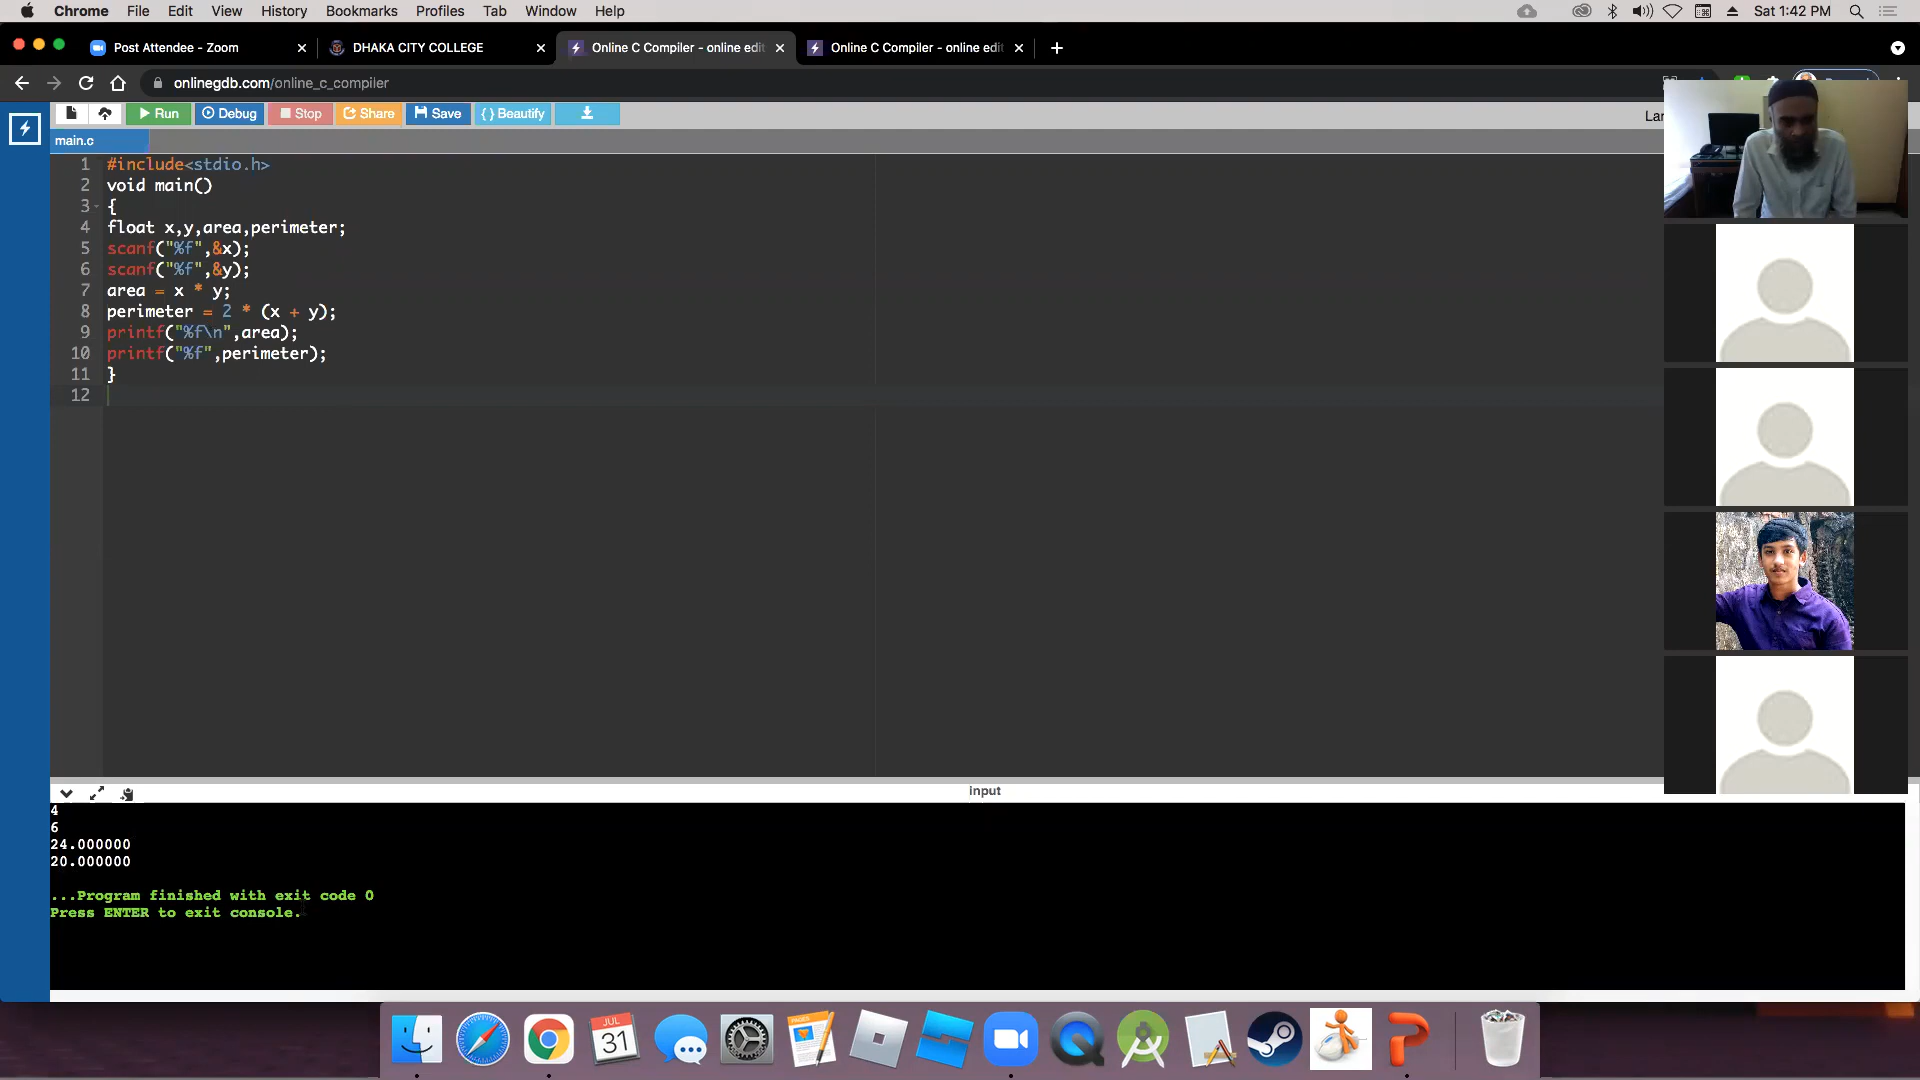 Chrome File Edit View History Bookmarks Profiles Tab Window Help Sat 1:42 PM
Post Attendee - Zoom DHAKA CITY COLLEGE Online C Compiler - online edit Online C Compiler - online edit
onlinegdb.com/online_c_compiler
Run Debug Stop Share Save { } Beautify Lan
main.c
1 #include<stdio.h>
2 void main()
3 {
4 float x,y,area,perimeter;
5 scanf("%f",&x);
6 scanf("%f",&y);
7 area = x * y;
8 perimeter = 2 * (x + y);
9 printf("%f\n",area);
10 printf("%f",perimeter);
11 }
12
input
4
6
24.000000
20.000000
...Program finished with exit code 0
Press ENTER to exit console.
JUL
31
PAGES